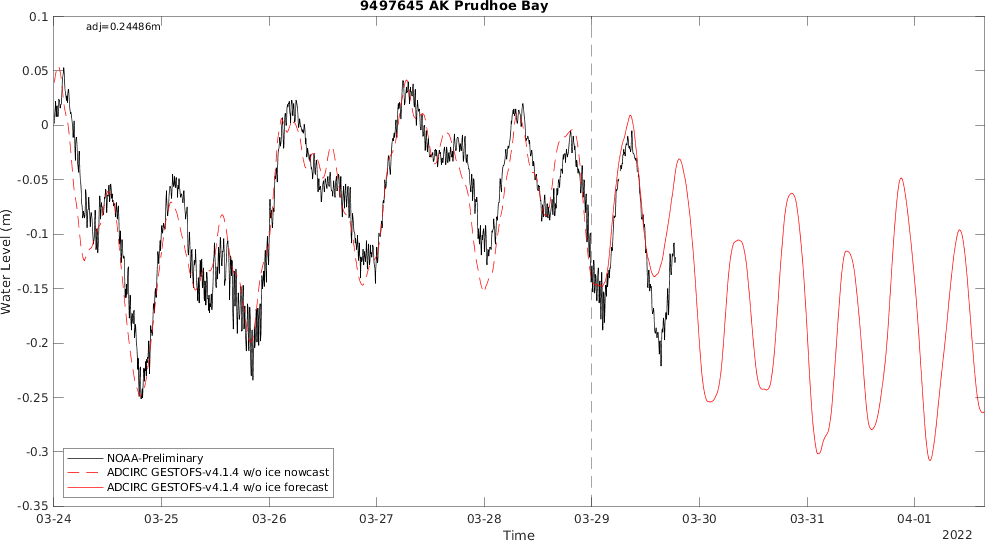 9497645 AK Prudhoe Bay
adj=0.24486m
0.1
0.05
0
-0.05
-0.1
-0.15
-0.2
-0.25
-0.3
-0.35
Water Level (m)
NOAA-Preliminary
ADCIRC GESTOFS-v4.1.4 w/o ice nowcast
ADCIRC GESTOFS-v4.1.4 w/o ice forecast
03-24 03-25 03-26 03-27 03-28 03-29 03-30 03-31 04-01
Time
2022